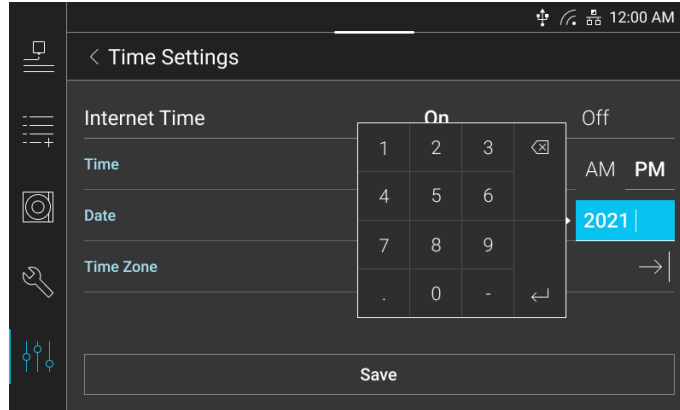 12:00 AM
< Time Settings
Internet Time On Off
Time AM PM
Date 2021
Time Zone
1 2 3
4 5 6
7 8 9
. 0 -
Save